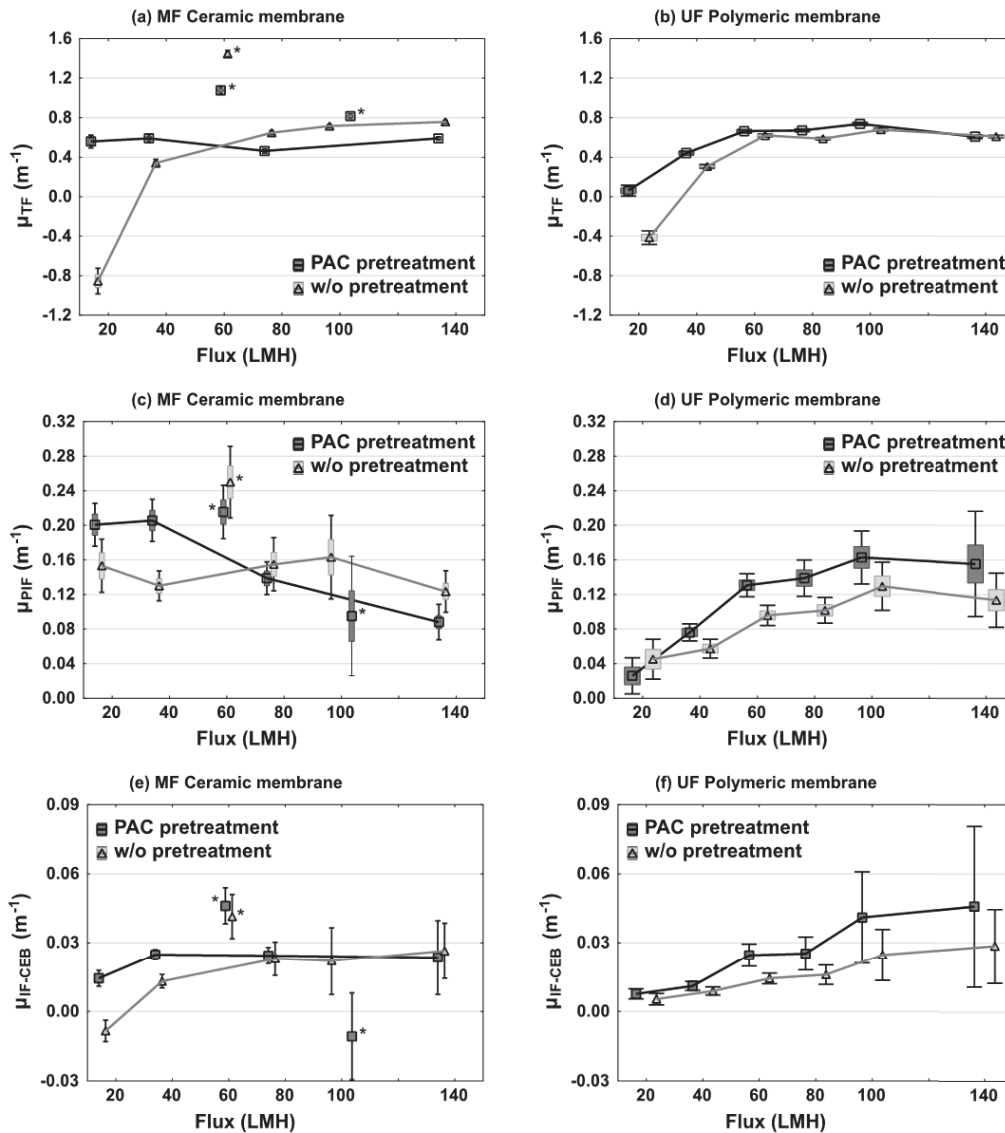 (a) MF Ceramic membrane
1.6
1.2
0.8
0.4
0.0
-0.4
-0.8
-1.2
μTF (m⁻¹)
* 
*
*
PAC pretreatment
w/o pretreatment
20 40 60 80 100 120 140
Flux (LMH)
(b) UF Polymeric membrane
1.6
1.2
0.8
0.4
0.0
-0.4
-0.8
-1.2
μTF (m⁻¹)
PAC pretreatment
w/o pretreatment
20 40 60 80 100 120 140
Flux (LMH)
(c) MF Ceramic membrane
0.32
0.28
0.24
0.20
0.16
0.12
0.08
0.04
0.00
μPIF (m⁻¹)
PAC pretreatment
w/o pretreatment
*
*
*
20 40 60 80 100 120 140
Flux (LMH)
(d) UF Polymeric membrane
0.32
0.28
0.24
0.20
0.16
0.12
0.08
0.04
0.00
μPIF (m⁻¹)
PAC pretreatment
w/o pretreatment
20 40 60 80 100 120 140
Flux (LMH)
(e) MF Ceramic membrane
0.09
0.06
0.03
0.00
-0.03
μIF-CEB (m⁻¹)
PAC pretreatment
w/o pretreatment
*
*
*
20 40 60 80 100 120 140
Flux (LMH)
(f) UF Polymeric membrane
0.09
0.06
0.03
0.00
-0.03
μIF-CEB (m⁻¹)
PAC pretreatment
w/o pretreatment
20 40 60 80 100 120 140
Flux (LMH)